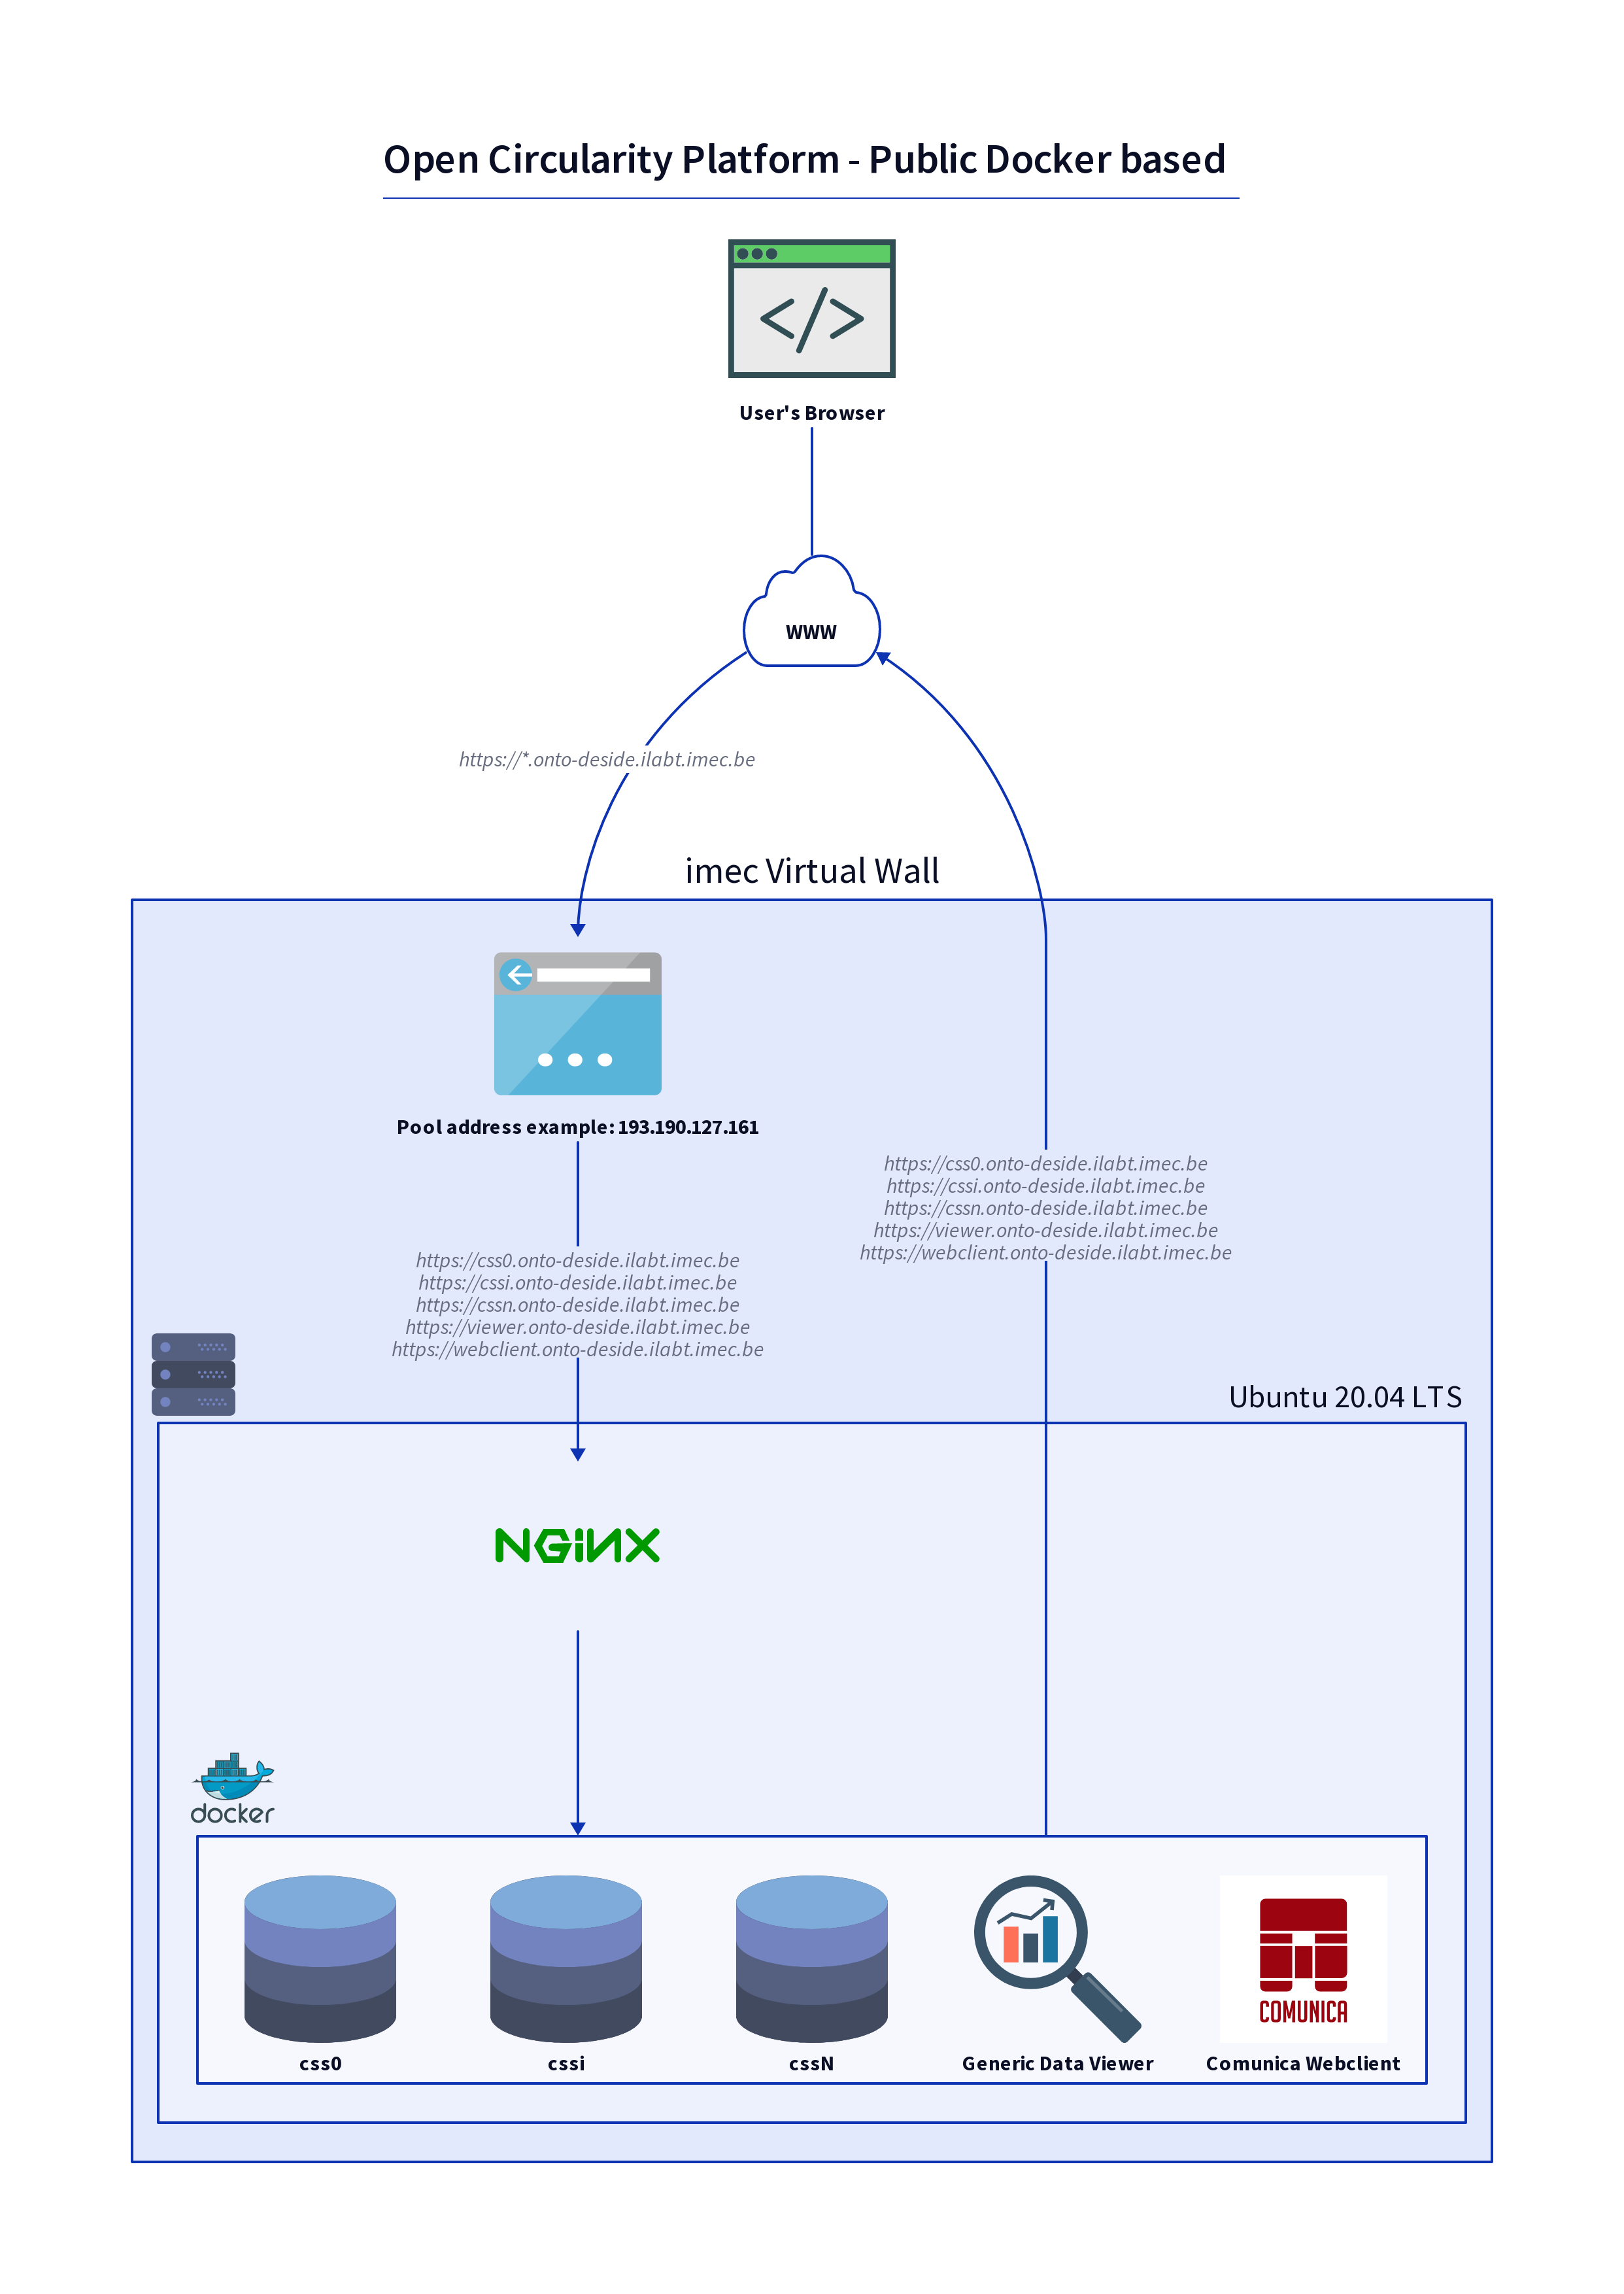 Open Circularity Platform - Public Docker based
User's Browser
www
https://*.onto-deside.ilabt.imec.be
imec Virtual Wall
Pool address example: 193.190.127.161
https://css0.onto-deside.ilabt.imec.be
https://cssi.onto-deside.ilabt.imec.be
https://cssn.onto-deside.ilabt.imec.be
https://viewer.onto-deside.ilabt.imec.be
https://webclient.onto-deside.ilabt.imec.be
https://css0.onto-deside.ilabt.imec.be
https://cssi.onto-deside.ilabt.imec.be
https://cssn.onto-deside.ilabt.imec.be
https://viewer.onto-deside.ilabt.imec.be
https://webclient.onto-deside.ilabt.imec.be
Ubuntu 20.04 LTS
NGiNX
docker
COMUNICA
css0
cssi
cssN
Generic Data Viewer
Comunica Webclient